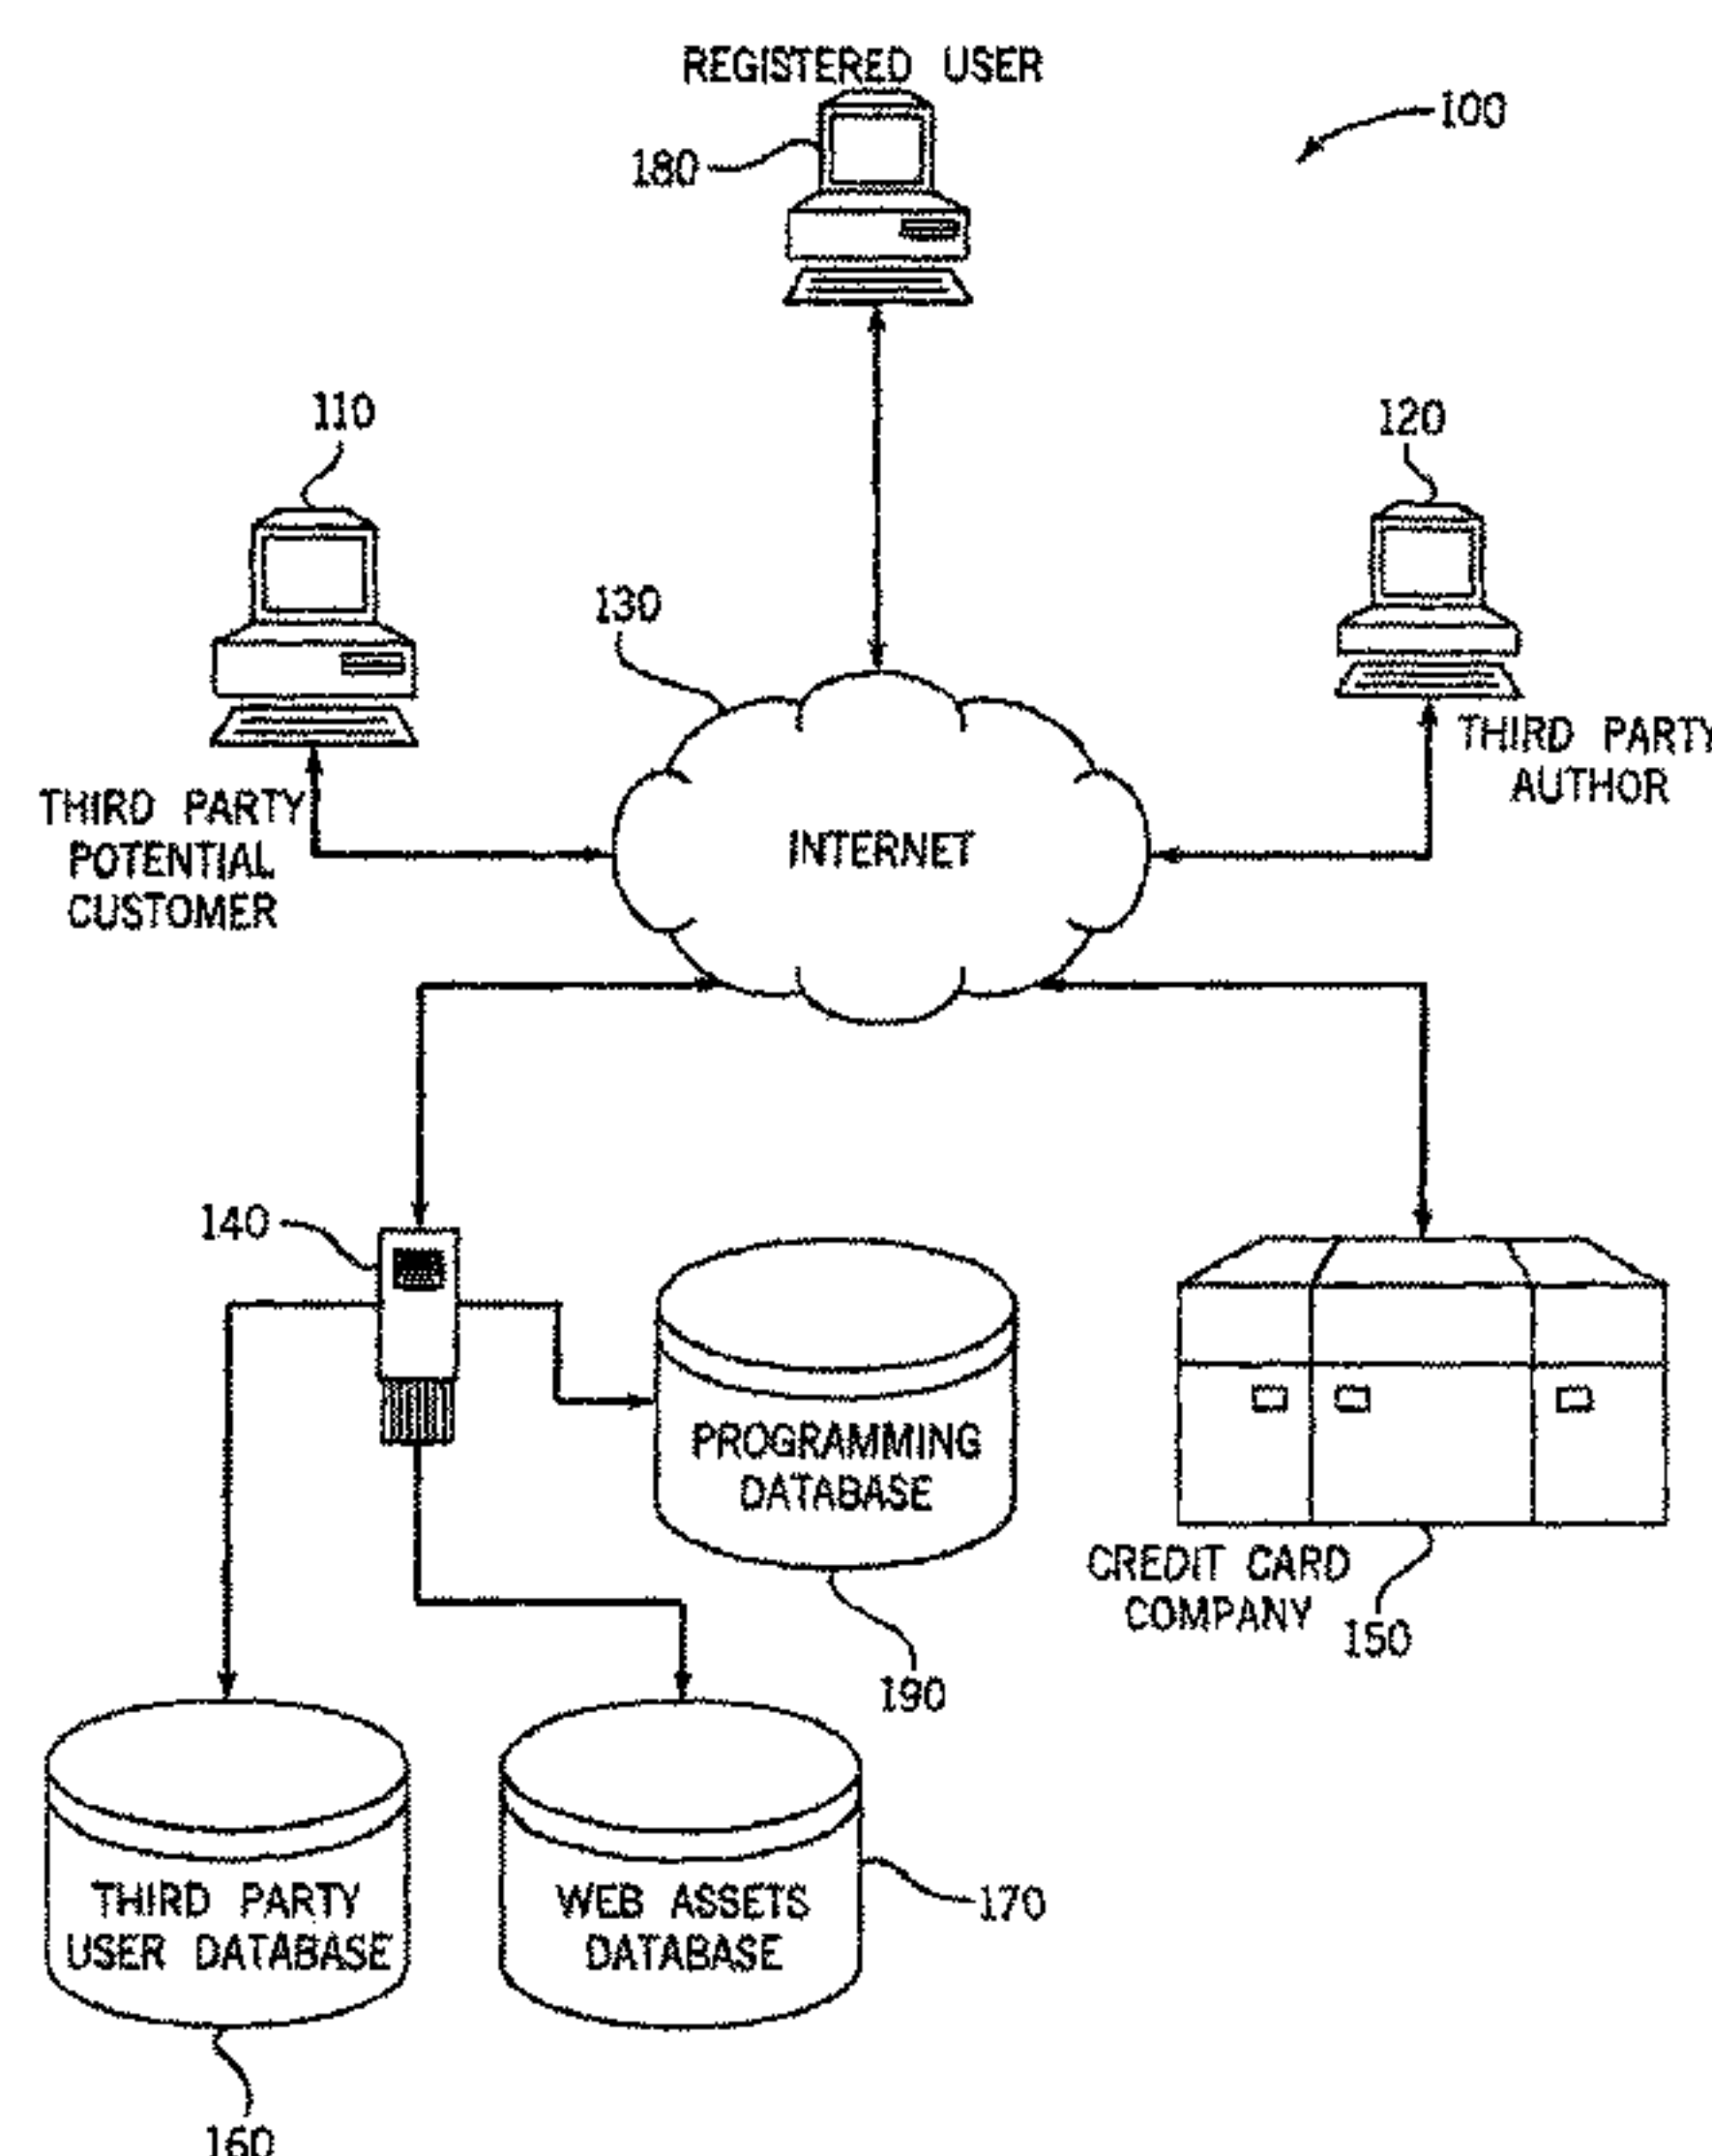 REGISTERED USER
100
180
110
120
130
THIRD PARTY
AUTHOR
THIRD PARTY
POTENTIAL
CUSTOMER
INTERNET
140
PROGRAMMING
DATABASE
CREDIT CARD
COMPANY
150
190
THIRD PARTY
USER DATABASE
WEB ASSETS
DATABASE
170
160